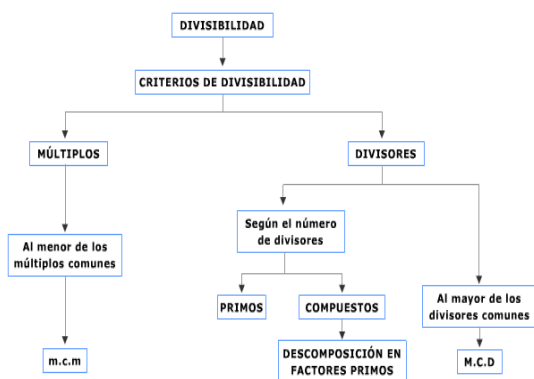 DIVISIBILIDAD
CRITERIOS DE DIVISIBILIDAD
MÚLTIPLOS
DIVISORES
Al menor de los
múltiplos comunes
Según el número
de divisores
PRIMOS
COMPUESTOS
Al mayor de los
divisores comunes
m.c.m
DESCOMPOSICIÓN EN
FACTORES PRIMOS
M.C.D